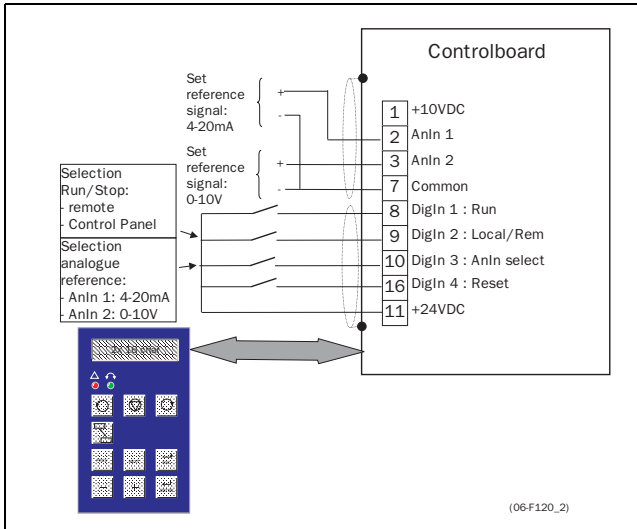 Controlboard
Set
reference
signal:
4-20mA
+
-
Set
reference
signal:
0-10V
+
-
1 +10VDC
2 AnIn 1
3 AnIn 2
7 Common
8 DigIn 1 : Run
9 DigIn 2 : Local/Rem
10 DigIn 3 : AnIn select
16 DigIn 4 : Reset
11 +24VDC
Selection
Run/Stop:
- remote
- Control Panel
Selection
analogue
reference:
- AnIn 1: 4-20mA
- AnIn 2: 0-10V
2x 16 char
- +
(06-F120_2)